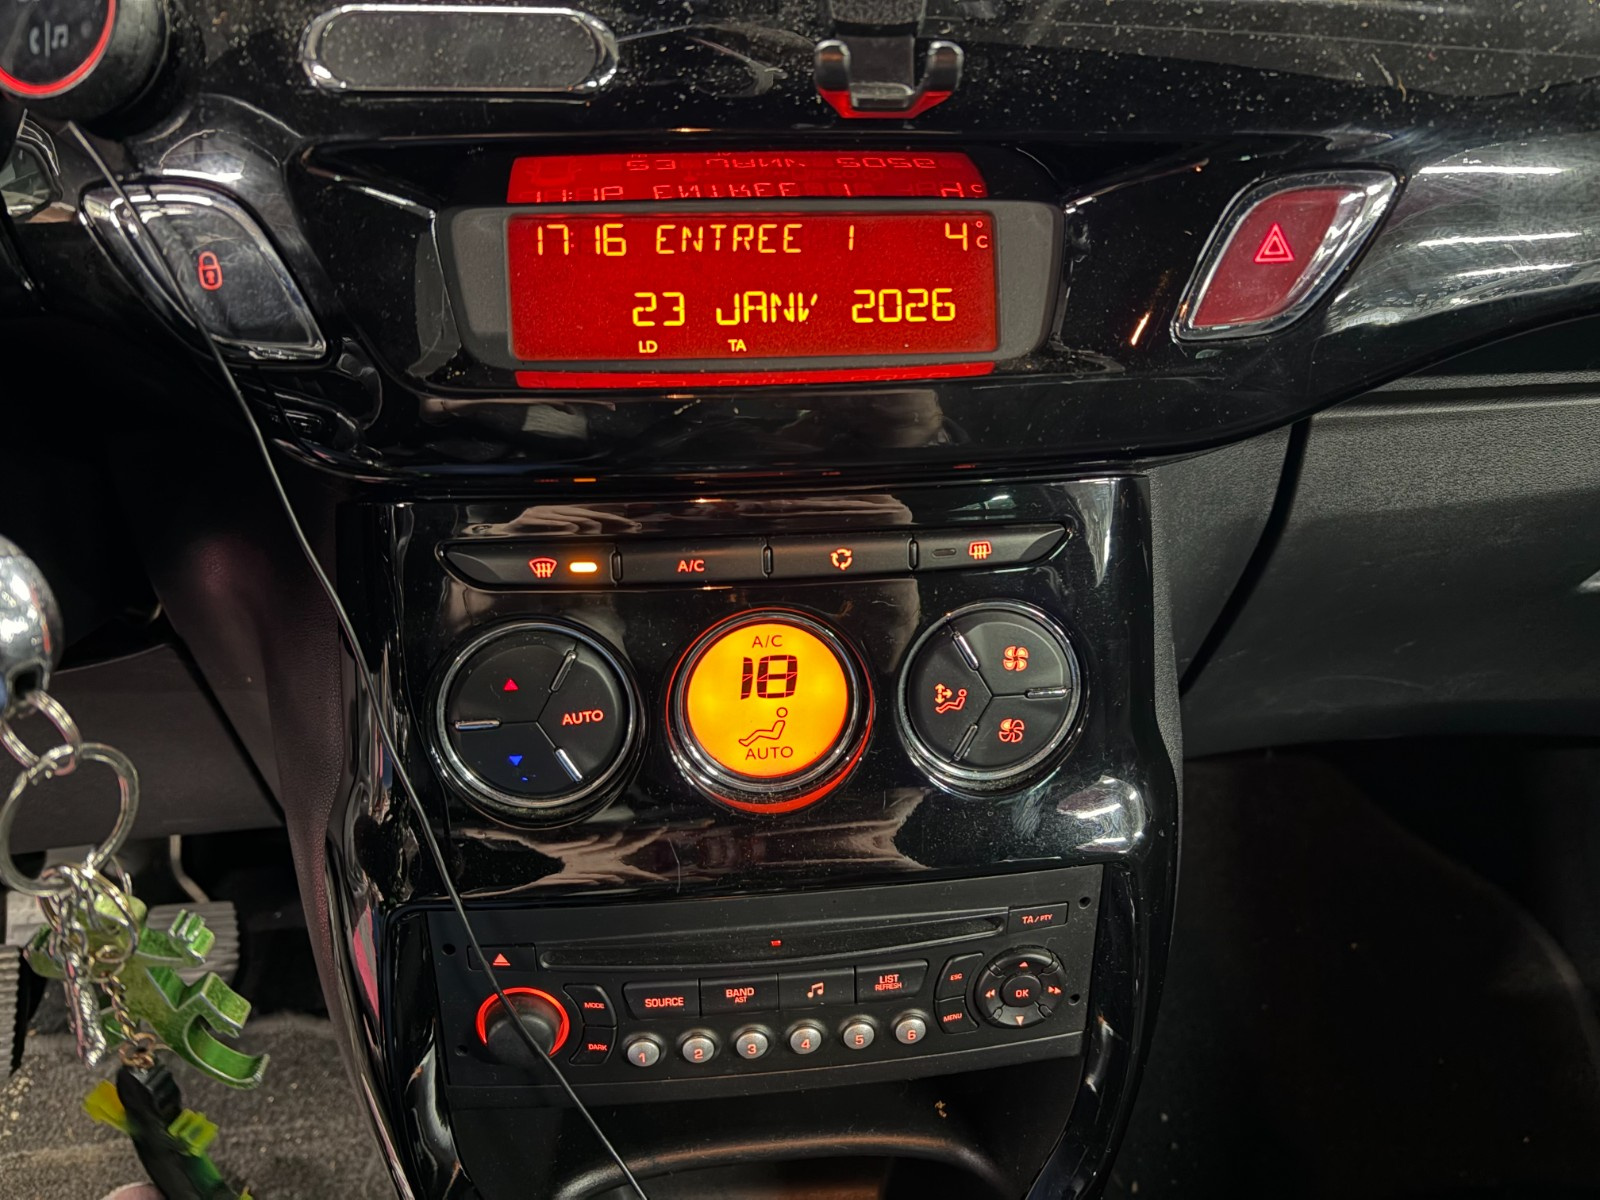 17:16 ENTREE 1 4°C
23 JANV 2026
LD TA
A/C
A/C
18
AUTO
AUTO
TA/PTY
SOURCE
BAND
AST
LIST
REFRESH
MODE
DARK
ESC
MENU
OK
1 2 3 4 5 6